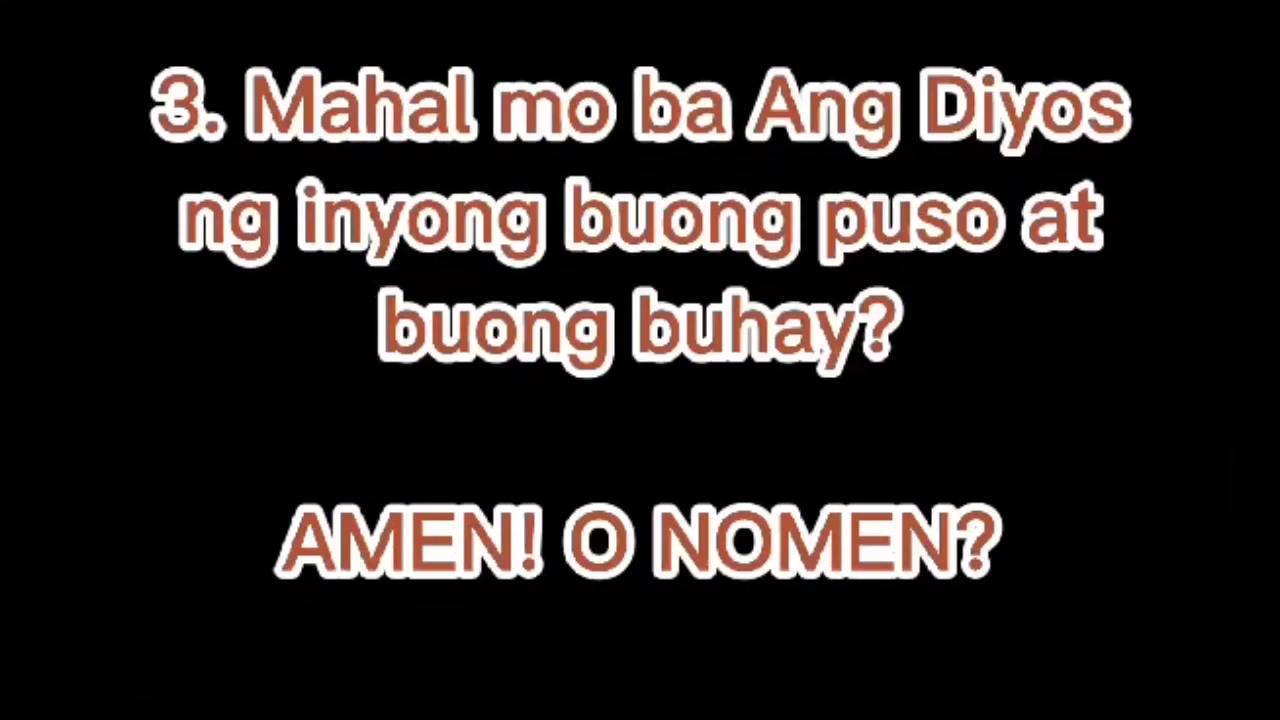 3. Mahal mo ba Ang Diyos
ng inyong buong puso at
buong buhay?
AMEN! O NOMEN?